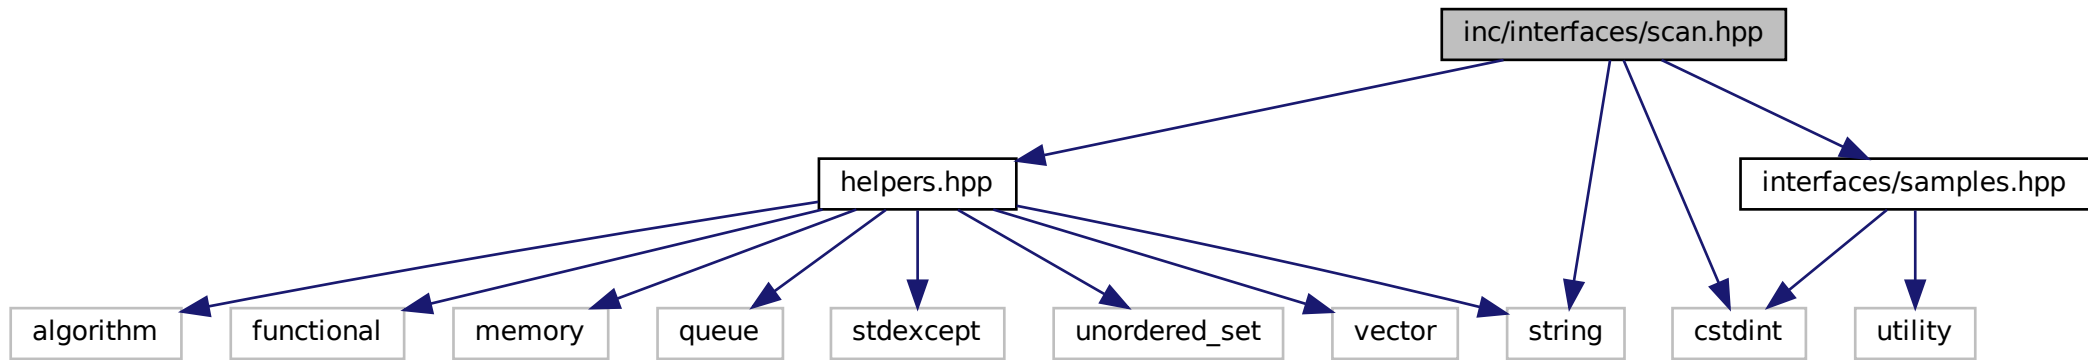 inc/interfaces/scan.hpp
helpers.hpp
interfaces/samples.hpp
algorithm
functional
memory
queue
stdexcept
unordered_set
vector
string
cstdint
utility